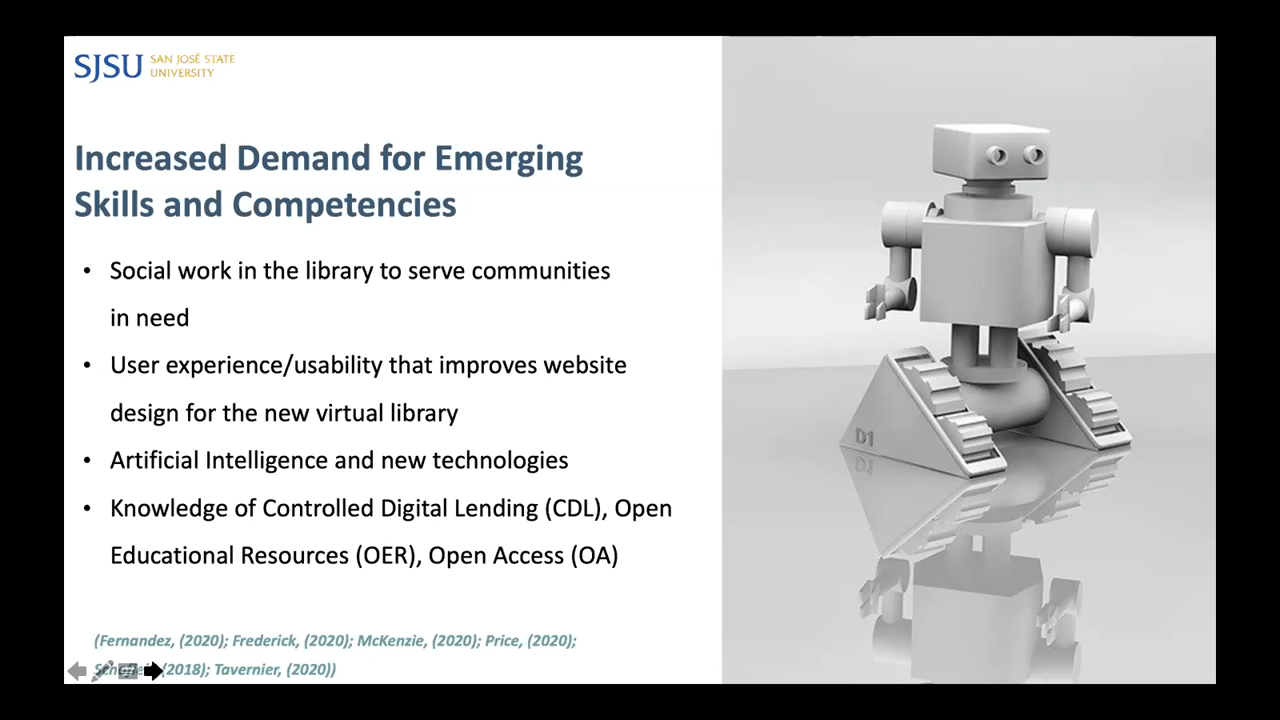 SJSU SAN JOSÉ STATE
UNIVERSITY
Increased Demand for Emerging
Skills and Competencies
• Social work in the library to serve communities
in need
• User experience/usability that improves website
design for the new virtual library
• Artificial Intelligence and new technologies
• Knowledge of Controlled Digital Lending (CDL), Open
Educational Resources (OER), Open Access (OA)
(Fernandez, (2020); Frederick, (2020); McKenzie, (2020); Price, (2020);
(2018); Tavernier, (2020))
D1